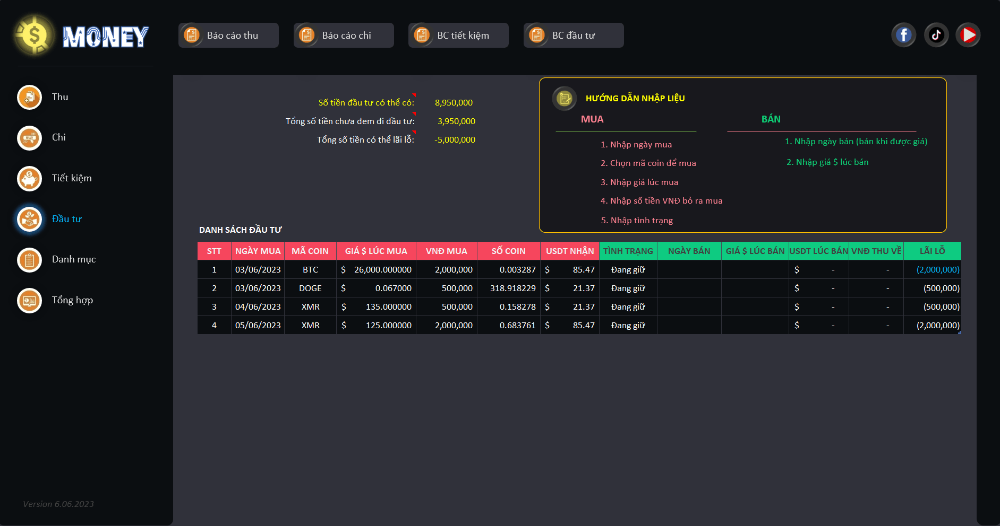 MONEY
Báo cáo thu
Báo cáo chi
BC tiết kiệm
BC đầu tư
Thu
Chi
Tiết kiệm
Đầu tư
Danh mục
Tổng hợp
Version 6.06.2023
Số tiền đầu tư có thể có: 8,950,000
Tổng số tiền chưa đem đi đầu tư: 3,950,000
Tổng số tiền có thể lãi lỗ: -5,000,000
HƯỚNG DẪN NHẬP LIỆU
MUA
1. Nhập ngày mua
2. Chọn mã coin để mua
3. Nhập giá lúc mua
4. Nhập số tiền VNĐ bỏ ra mua
5. Nhập tình trạng
BÁN
1. Nhập ngày bán (bán khi được giá)
2. Nhập giá $ lúc bán
DANH SÁCH ĐẦU TƯ
STT NGÀY MUA MÃ COIN GIÁ $ LÚC MUA VNĐ MUA SỐ COIN USDT NHẬN TÌNH TRẠNG NGÀY BÁN GIÁ $ LÚC BÁN USDT LÚC BÁN VNĐ THU VỀ LÃI LỖ
1 03/06/2023 BTC $ 26,000.000000 2,000,000 0.003287 $ 85.47 Đang giữ $ - - (2,000,000)
2 03/06/2023 DOGE $ 0.067000 500,000 318.918229 $ 21.37 Đang giữ $ - - (500,000)
3 04/06/2023 XMR $ 135.000000 500,000 0.158278 $ 21.37 Đang giữ $ - - (500,000)
4 05/06/2023 XMR $ 125.000000 2,000,000 0.683761 $ 85.47 Đang giữ $ - - (2,000,000)